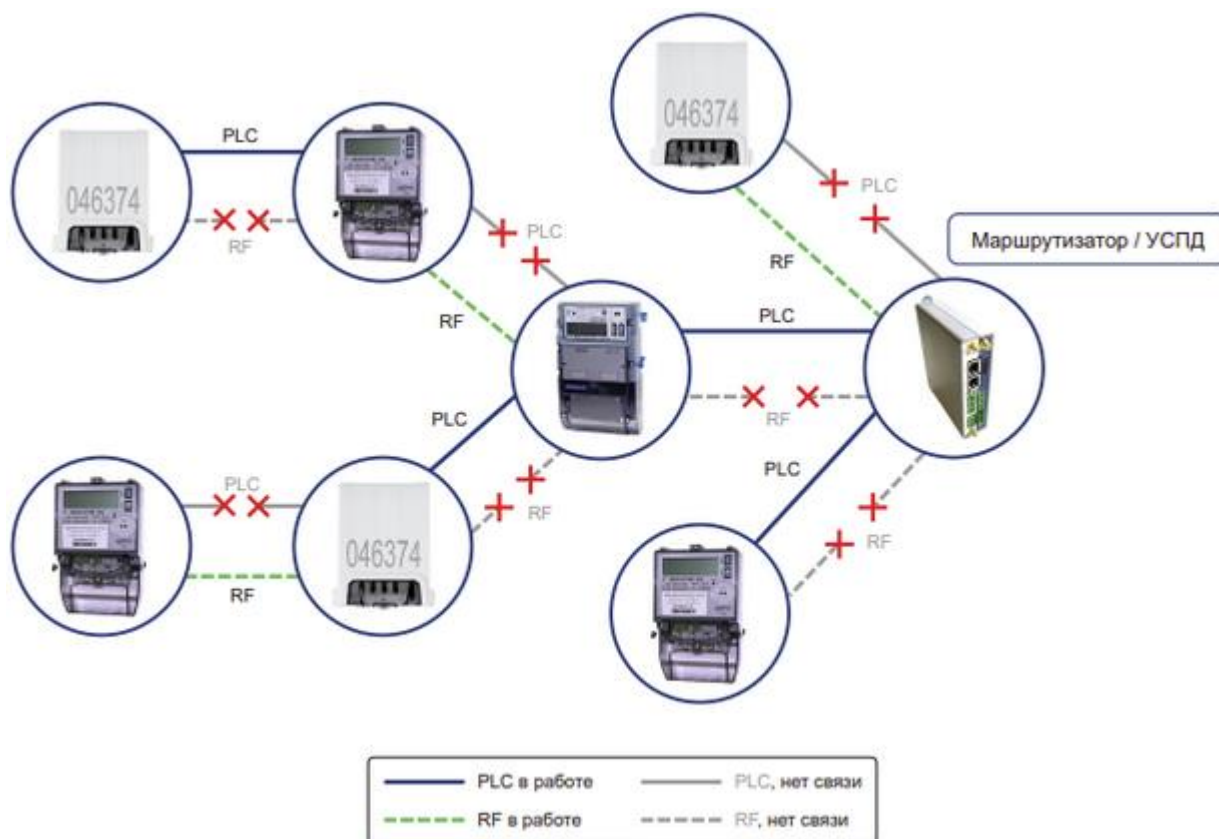 046374
PLC
PLC
046374
RF
PLC
RF
Маршрутизатор / УСПД
RF
PLC
RF
PLC
RF
PLC
PLC
RF
RF
046374
RF
PLC в работе
PLC, нет связи
RF в работе
RF, нет связи